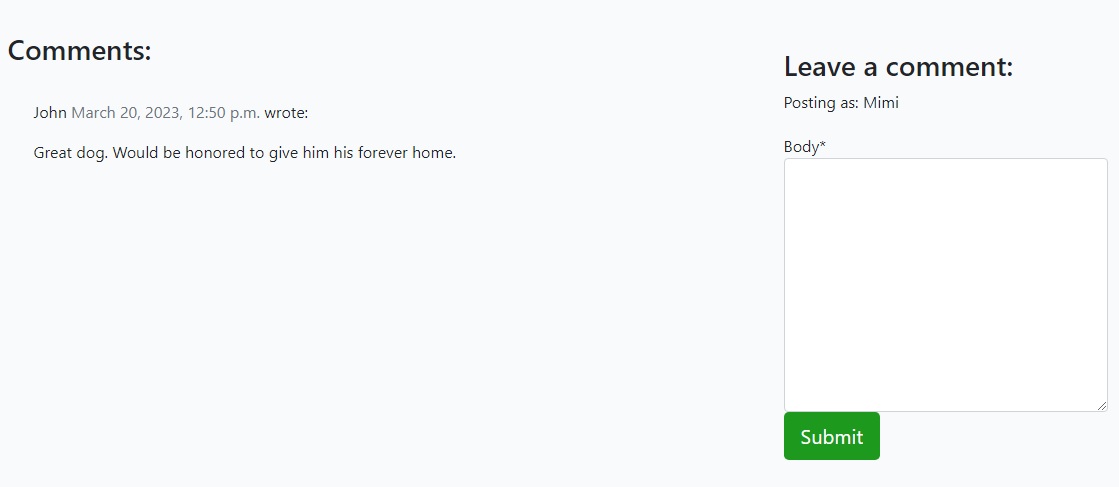 Comments:
John March 20, 2023, 12:50 p.m. wrote:
Great dog. Would be honored to give him his forever home.
Leave a comment:
Posting as: Mimi
Body*
Submit